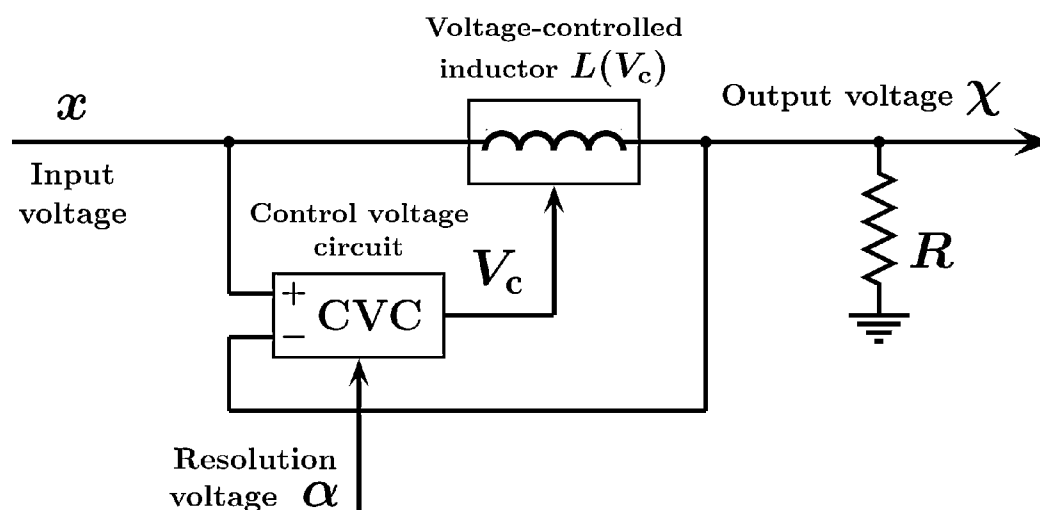 Voltage-controlled
inductor L(Vc)
x
Output voltage χ
Input
voltage
Control voltage
circuit
Vc
R
+
CVC
−
Resolution
voltage α